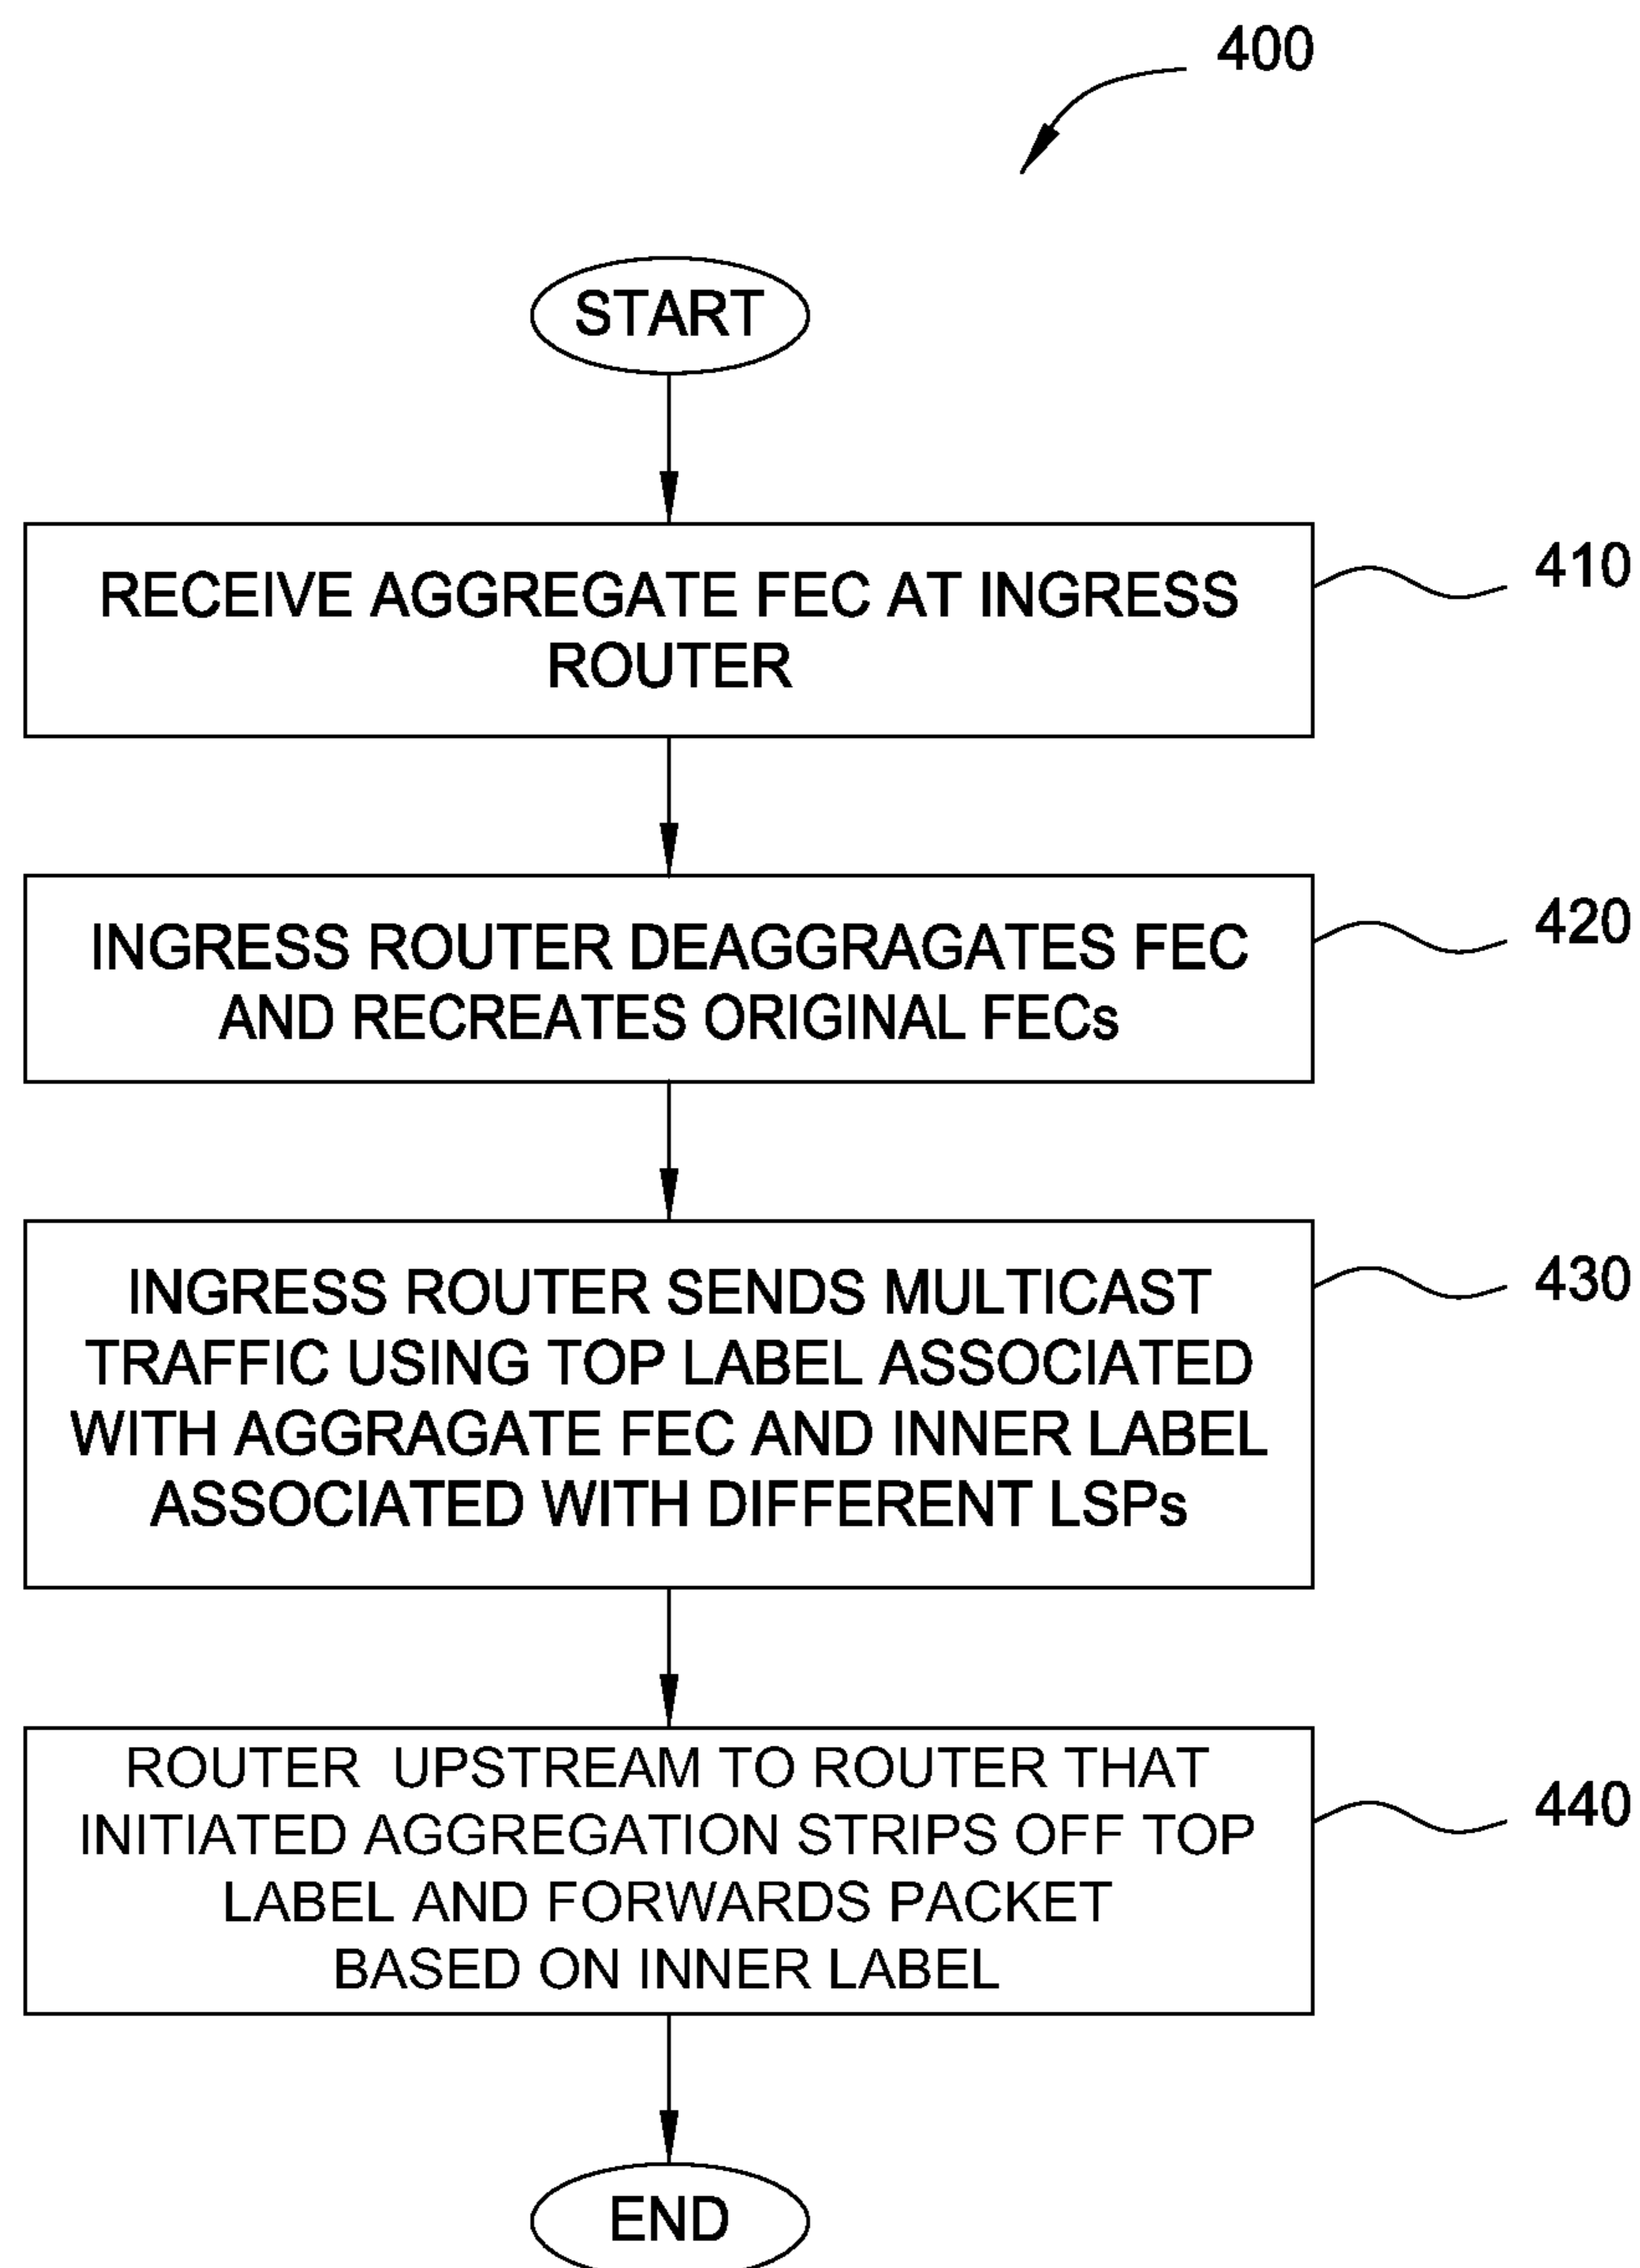 400
START
RECEIVE AGGREGATE FEC AT INGRESS
ROUTER
410
INGRESS ROUTER DEAGGRAGATES FEC
AND RECREATES ORIGINAL FECs
420
INGRESS ROUTER SENDS MULTICAST
TRAFFIC USING TOP LABEL ASSOCIATED
WITH AGGRAGATE FEC AND INNER LABEL
ASSOCIATED WITH DIFFERENT LSPs
430
ROUTER UPSTREAM TO ROUTER THAT
INITIATED AGGREGATION STRIPS OFF TOP
LABEL AND FORWARDS PACKET
BASED ON INNER LABEL
440
END